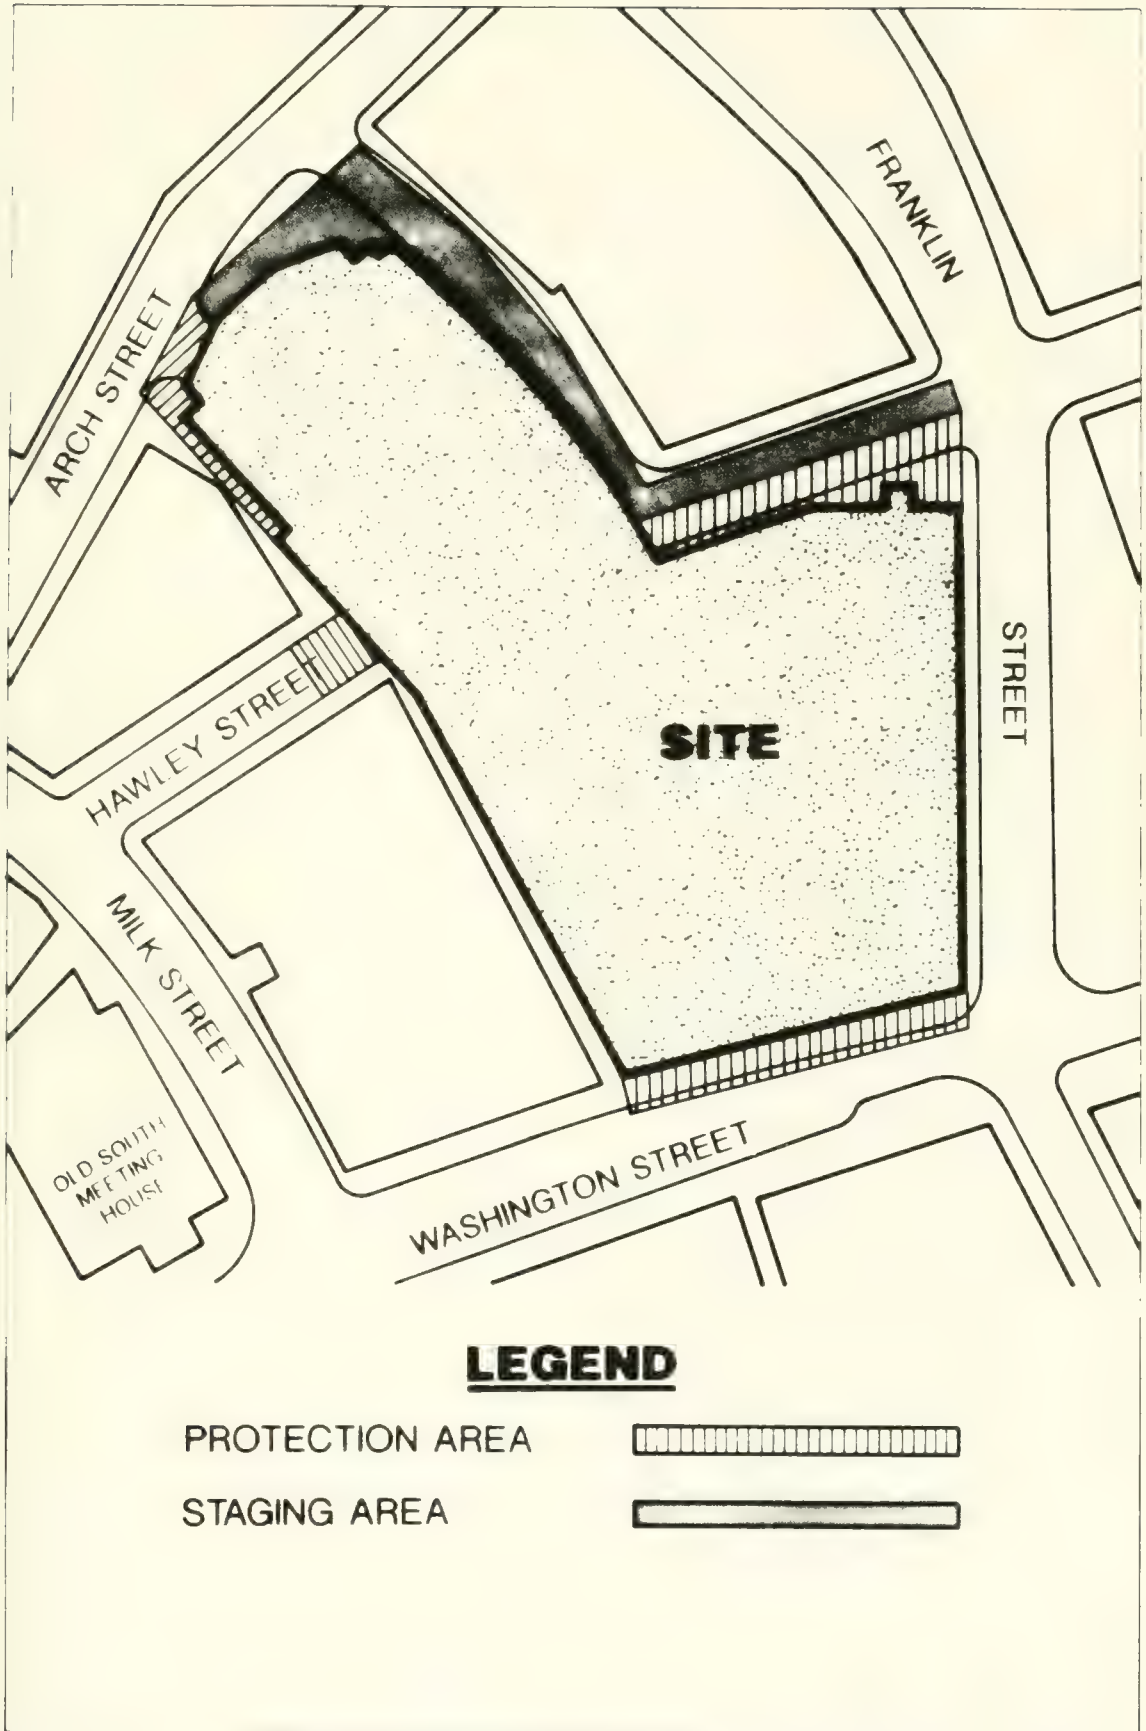 FRANKLIN
STREET
ARCH STREET
SITE
HAWLEY STREET
MILK STREET
OLD SOUTH
MEETING
HOUSE
WASHINGTON STREET
LEGEND
PROTECTION AREA
STAGING AREA